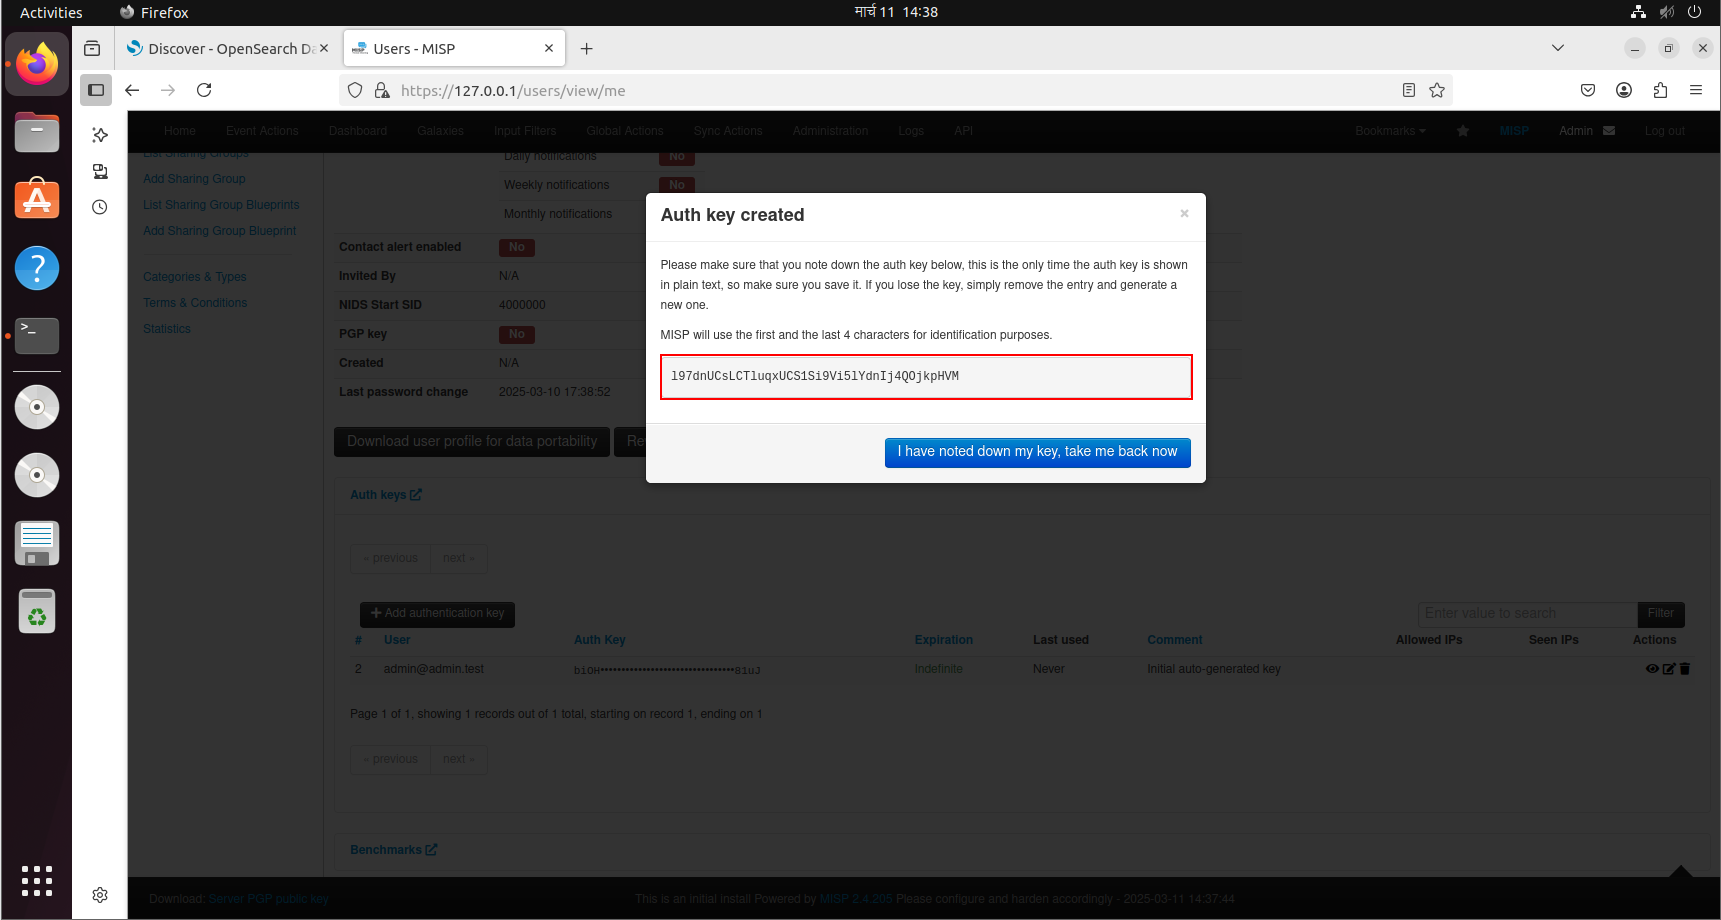 Activities
Firefox
मार्च 11 14:38
Discover - OpenSearch Da
Users - MISP
https://127.0.0.1/users/view/me
Home
Event Actions
Dashboard
Galaxies
Input Filters
Global Actions
Sync Actions
Administration
Logs
API
Bookmarks
MISP
Admin
Log out
List Sharing Groups
Add Sharing Group
List Sharing Group Blueprints
Add Sharing Group Blueprint
Categories & Types
Terms & Conditions
Statistics
Daily notifications No
Weekly notifications No
Monthly notifications
Contact alert enabled No
Invited By N/A
NIDS Start SID 4000000
PGP key No
Created N/A
Last password change 2025-03-10 17:38:52
Download user profile for data portability
Re
Auth key created
×
Please make sure that you note down the auth key below, this is the only time the auth key is shown
in plain text, so make sure you save it. If you lose the key, simply remove the entry and generate a
new one.
MISP will use the first and the last 4 characters for identification purposes.
l97dnUCsLCTluqxUCS1Si9Vi5lYdnIj4QOjkpHVM
I have noted down my key, take me back now
Auth keys
« previous next »
+ Add authentication key
Enter value to search Filter
# User Auth Key Expiration Last used Comment Allowed IPs Seen IPs Actions
2 admin@admin.test biOH••••••••••••••••••••••••••••••••81uJ Indefinite Never Initial auto-generated key
Page 1 of 1, showing 1 records out of 1 total, starting on record 1, ending on 1
« previous next »
Benchmarks
Download: Server PGP public key
This is an initial install Powered by MISP 2.4.205 Please configure and harden accordingly - 2025-03-11 14:37:44